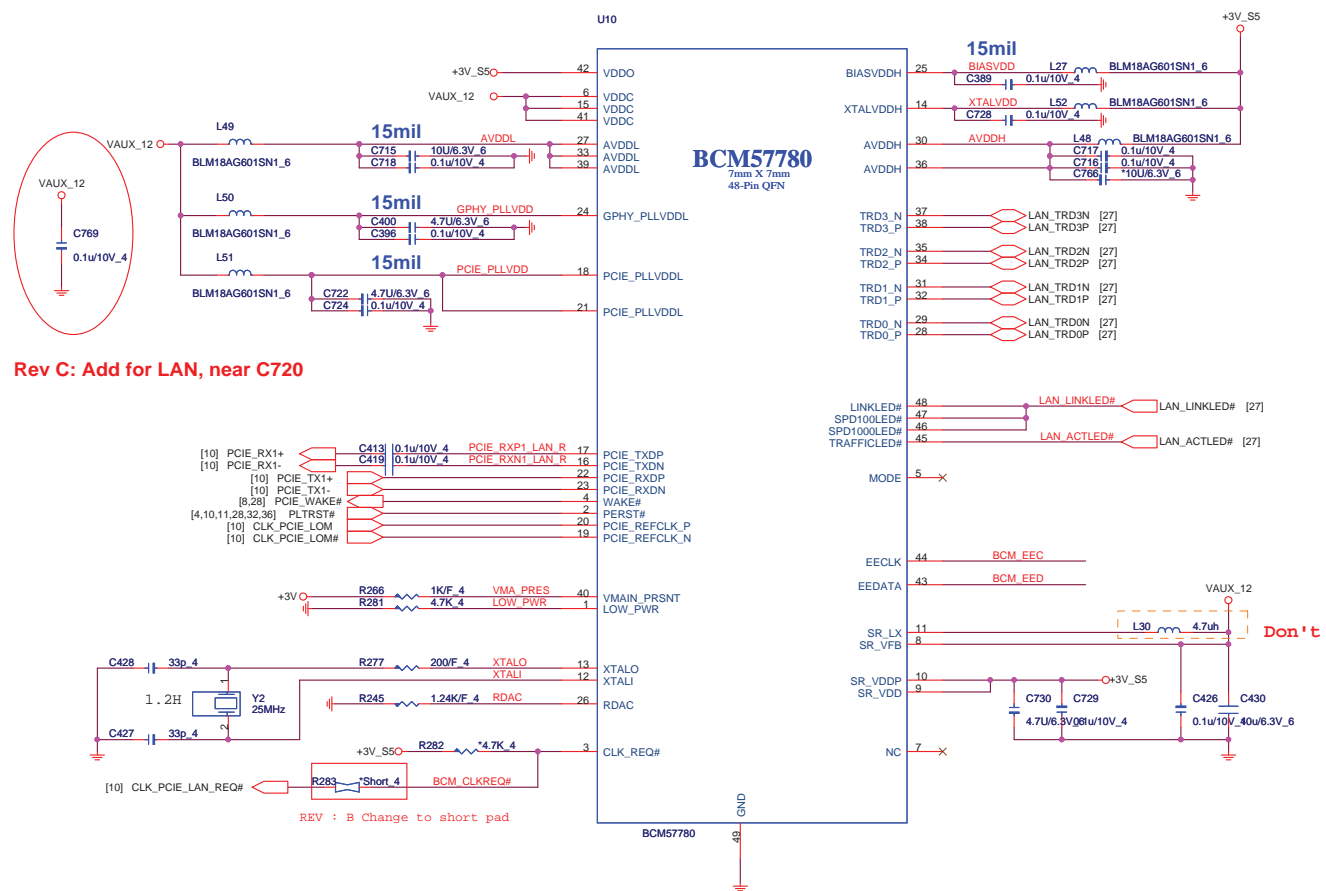 U10
+3V_S5
15mil
+3V_S5 42 VDDO
BIASVDDH 25 BIASVDD L27 BLM18AG601SN1_6
C389 0.1u/10V_4
VAUX_12 6 VDDC
15 VDDC
41 VDDC
XTALVDDH 14 XTALVDD L52 BLM18AG601SN1_6
C728 0.1u/10V_4
L49 15mil
VAUX_12 AVDDL 27 AVDDL
BLM18AG601SN1_6 C715 10U/6.3V_6 33 AVDDL
C718 0.1u/10V_4 39 AVDDL
BCM57780
7mm X 7mm
48-Pin QFN
AVDDH 30 AVDDH L48 BLM18AG601SN1_6
C717 0.1u/10V_4
C716 0.1u/10V_4
AVDDH 36 C766 *10U/6.3V_6
VAUX_12
C769
0.1u/10V_4
L50 15mil
GPHY_PLLVDD 24 GPHY_PLLVDDL
BLM18AG601SN1_6 C400 4.7U/6.3V_6
C396 0.1u/10V_4
L51 15mil
PCIE_PLLVDD 18 PCIE_PLLVDDL
BLM18AG601SN1_6 C722 4.7U/6.3V_6
C724 0.1u/10V_4 21 PCIE_PLLVDDL
Rev C: Add for LAN, near C720
TRD3_N 37 LAN_TRD3N [27]
TRD3_P 38 LAN_TRD3P [27]
TRD2_N 35 LAN_TRD2N [27]
TRD2_P 34 LAN_TRD2P [27]
TRD1_N 31 LAN_TRD1N [27]
TRD1_P 32 LAN_TRD1P [27]
TRD0_N 29 LAN_TRD0N [27]
TRD0_P 28 LAN_TRD0P [27]
LINKLED# 48 LAN_LINKLED# LAN_LINKLED# [27]
SPD100LED# 47
SPD1000LED# 46
TRAFFICLED# 45 LAN_ACTLED# LAN_ACTLED# [27]
[10] PCIE_RX1+ C413 0.1u/10V_4 PCIE_RXP1_LAN_R 17 PCIE_TXDP
[10] PCIE_RX1- C419 0.1u/10V_4 PCIE_RXN1_LAN_R 16 PCIE_TXDN
[10] PCIE_TX1+ 22 PCIE_RXDP
[10] PCIE_TX1- 23 PCIE_RXDN
[8,28] PCIE_WAKE# 4 WAKE#
[4,10,11,28,32,36] PLTRST# 2 PERST#
[10] CLK_PCIE_LOM 20 PCIE_REFCLK_P
[10] CLK_PCIE_LOM# 19 PCIE_REFCLK_N
MODE 5
EECLK 44 BCM_EEC
EEDATA 43 BCM_EED
+3V R266 1K/F_4 VMA_PRES 40 VMAIN_PRSNT
R281 4.7K_4 LOW_PWR 1 LOW_PWR
VAUX_12
SR_LX 11 L30 4.7uh Don't
SR_VFB 8
C428 33p_4 R277 200/F_4 XTALO 13 XTALO
XTALI 12 XTALI
1.2H 1 2 Y2
25MHz
R245 1.24K/F_4 RDAC 26 RDAC
C427 33p_4
SR_VDDP 10 +3V_S5
SR_VDD 9
C730 C729 C426 C430
4.7U/6.3V_6 0.1u/10V_4 0.1u/10V_4 10u/6.3V_6
+3V_S5 R282 *4.7K_4 3 CLK_REQ#
NC 7
[10] CLK_PCIE_LAN_REQ# R283 *Short_4 BCM_CLKREQ#
REV : B Change to short pad
GND
49
BCM57780